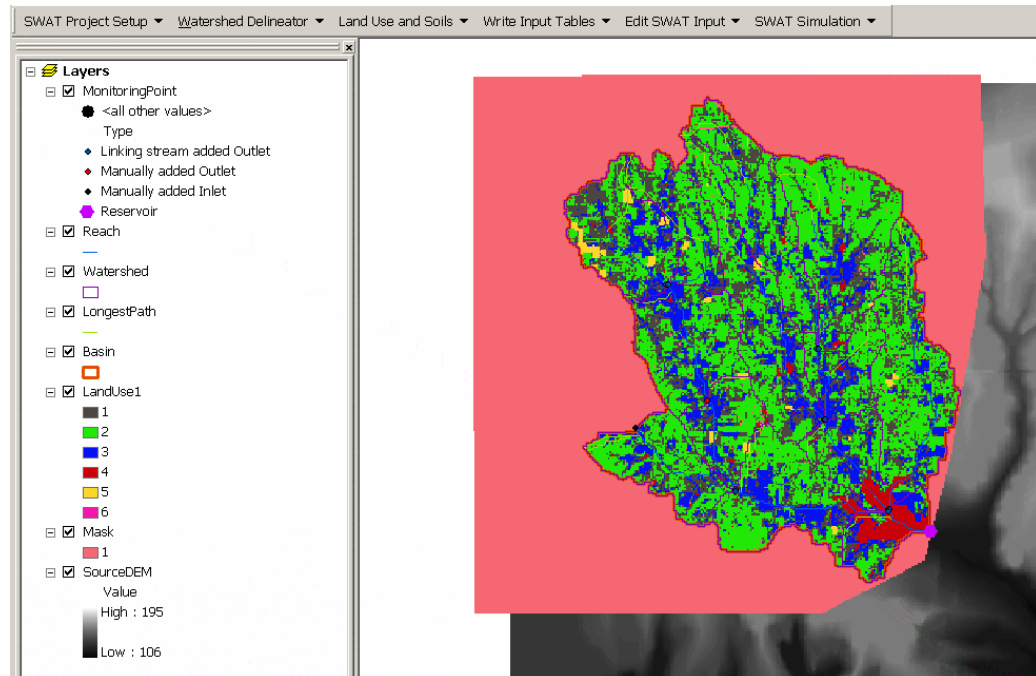 SWAT Project Setup Watershed Delineator Land Use and Soils Write Input Tables Edit SWAT Input SWAT Simulation
Layers
MonitoringPoint
<all other values>
Type
Linking stream added Outlet
Manually added Outlet
Manually added Inlet
Reservoir
Reach
Watershed
LongestPath
Basin
LandUse1
1
2
3
4
5
6
Mask
1
SourceDEM
Value
High : 195
Low : 106